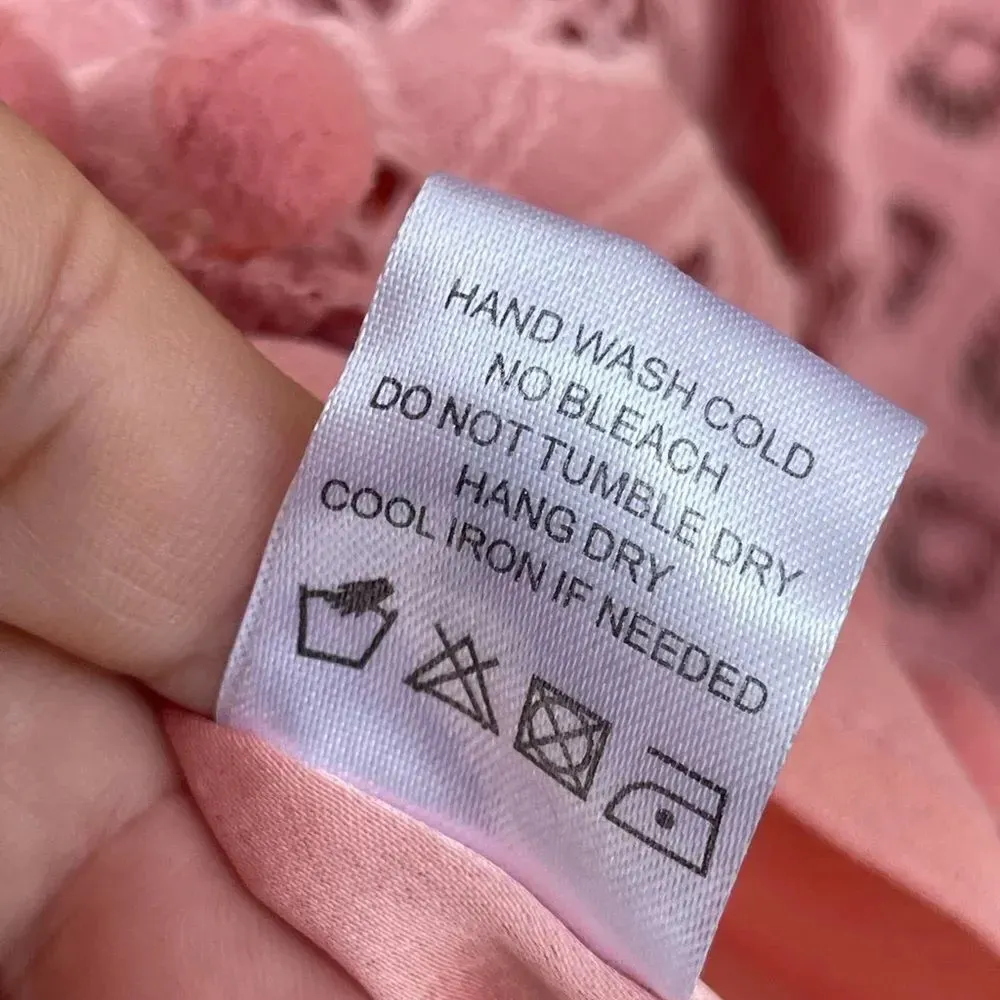 HAND WASH COLD
NO BLEACH
DO NOT TUMBLE DRY
HANG DRY
COOL IRON IF NEEDED